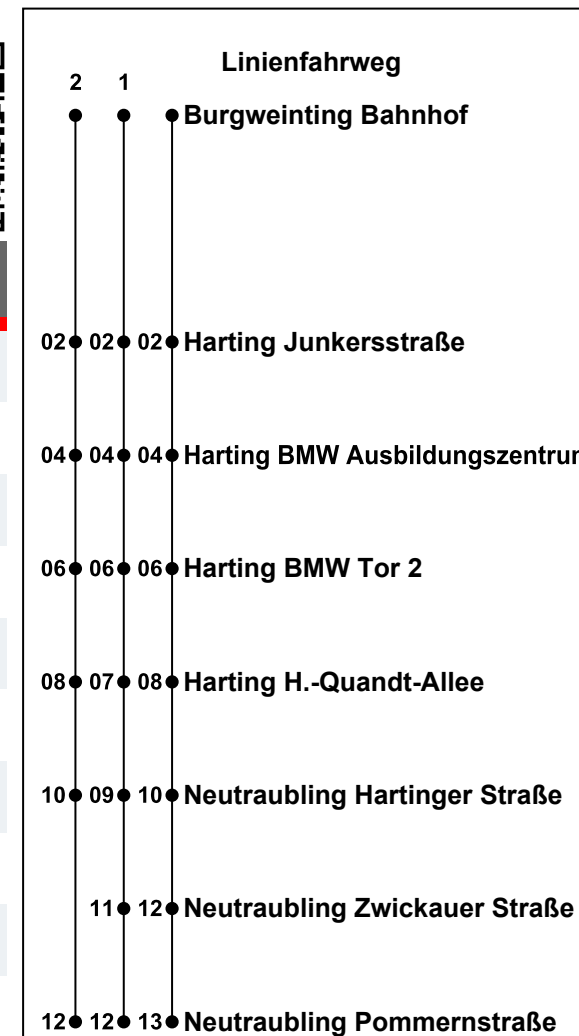 Linienfahrweg
2 1
Burgweinting Bahnhof
02 02 02 Harting Junkersstraße
04 04 04 Harting BMW
06 06 06 Harting BMW Tor 2
08 07 08 Harting H.-Quandt-Allee
10 09 10 Neutraubling Hartinger Straße
11 12 Neutraubling Zwickauer Straße
12 12 13 Neutraubling Pommernstraße